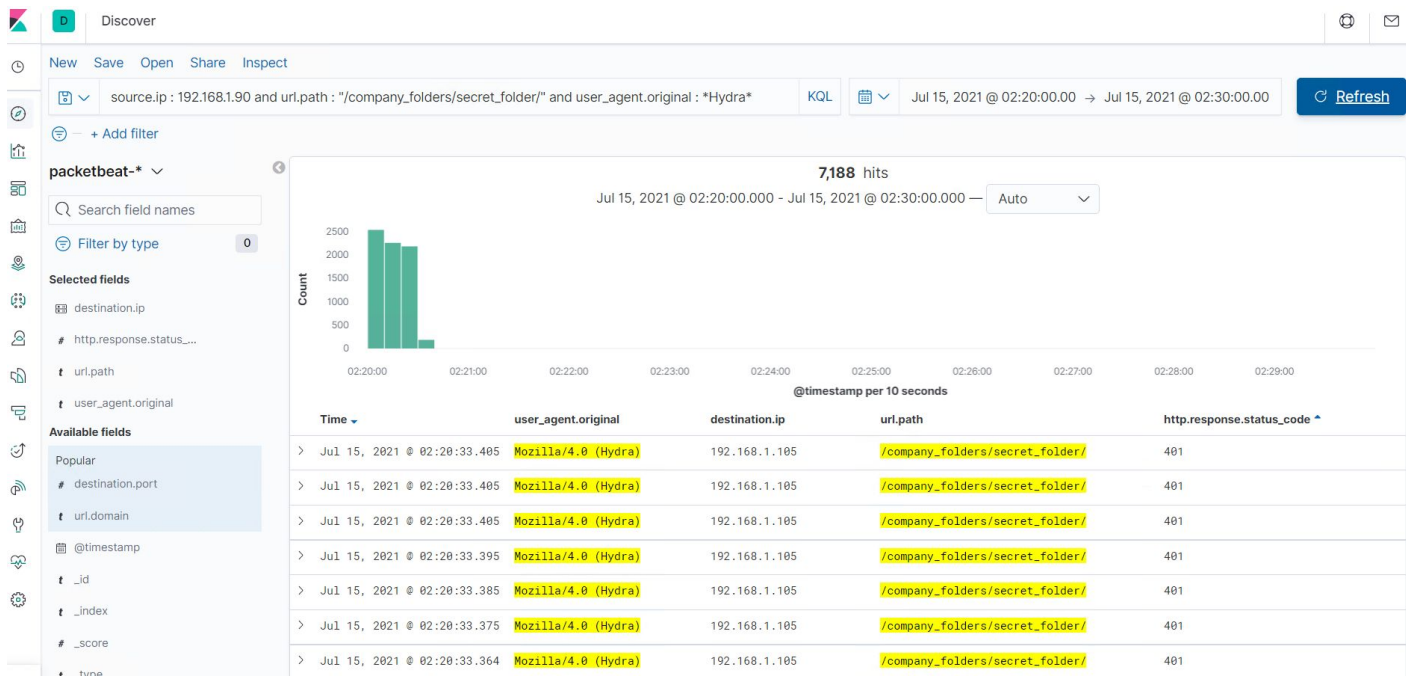 D Discover
New Save Open Share Inspect
source.ip : 192.168.1.90 and url.path : "/company_folders/secret_folder/" and user_agent.original : *Hydra* KQL Jul 15, 2021 @ 02:20:00.00 → Jul 15, 2021 @ 02:30:00.00 Refresh
+ Add filter
packetbeat-*
Search field names
Filter by type 0
Selected fields
destination.ip
# http.response.status_...
t url.path
t user_agent.original
Available fields
Popular
# destination.port
t url.domain
@timestamp
t _id
t _index
# _score
t _type
7,188 hits
Jul 15, 2021 @ 02:20:00.000 - Jul 15, 2021 @ 02:30:00.000 — Auto
2500
2000
1500
1000
500
0
Count
02:20:00 02:21:00 02:22:00 02:23:00 02:24:00 02:25:00 02:26:00 02:27:00 02:28:00 02:29:00
@timestamp per 10 seconds
Time user_agent.original destination.ip url.path http.response.status_code
Jul 15, 2021 @ 02:20:33.405 Mozilla/4.0 (Hydra) 192.168.1.105 /company_folders/secret_folder/ 401
Jul 15, 2021 @ 02:20:33.405 Mozilla/4.0 (Hydra) 192.168.1.105 /company_folders/secret_folder/ 401
Jul 15, 2021 @ 02:20:33.405 Mozilla/4.0 (Hydra) 192.168.1.105 /company_folders/secret_folder/ 401
Jul 15, 2021 @ 02:20:33.395 Mozilla/4.0 (Hydra) 192.168.1.105 /company_folders/secret_folder/ 401
Jul 15, 2021 @ 02:20:33.385 Mozilla/4.0 (Hydra) 192.168.1.105 /company_folders/secret_folder/ 401
Jul 15, 2021 @ 02:20:33.375 Mozilla/4.0 (Hydra) 192.168.1.105 /company_folders/secret_folder/ 401
Jul 15, 2021 @ 02:20:33.364 Mozilla/4.0 (Hydra) 192.168.1.105 /company_folders/secret_folder/ 401